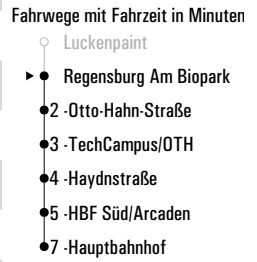 Fahrwege mit Fahrzeit in Minuten
Luckenpaint
Regensburg Am Biopark
2 -Otto-Hahn-Straße
3 -TechCampus/OTH
4 -Haydnstraße
5 -HBF Süd/Arcaden
7 -Hauptbahnhof